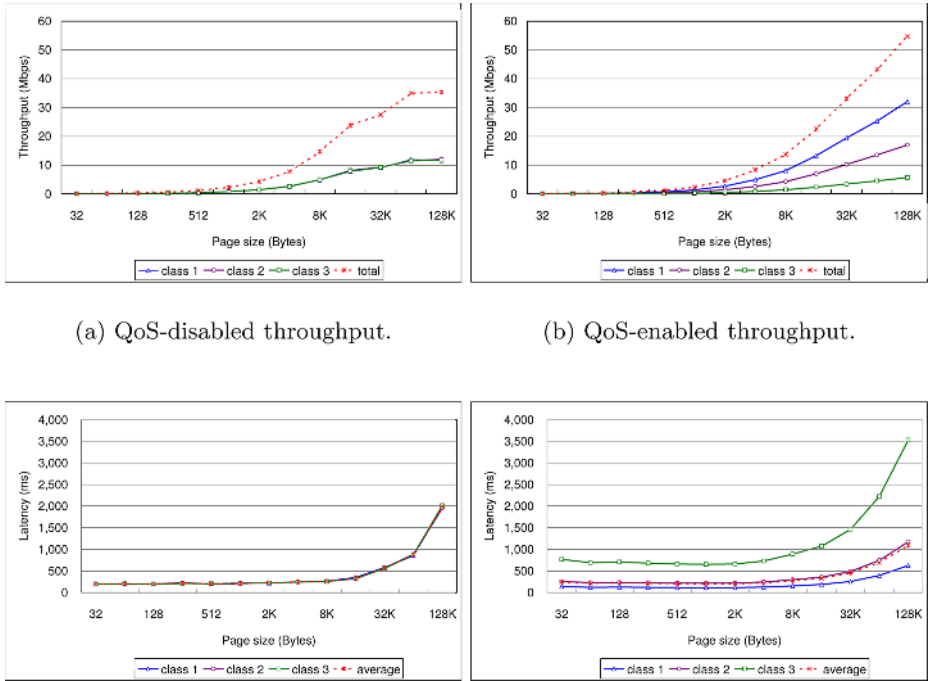 60
50
40
30
20
10
0
Throughput (Mbps)
32 128 512 2K 8K 32K 128K
Page size (Bytes)
class 1 class 2 class 3 total
60
50
40
30
20
10
0
Throughput (Mbps)
32 128 512 2K 8K 32K 128K
Page size (Bytes)
class 1 class 2 class 3 total
(a) QoS-disabled throughput.
(b) QoS-enabled throughput.
4,000
3,500
3,000
2,500
2,000
1,500
1,000
500
0
Latency (ms)
32 128 512 2K 8K 32K 128K
Page size (Bytes)
class 1 class 2 class 3 average
4,000
3,500
3,000
2,500
2,000
1,500
1,000
500
0
Latency (ms)
32 128 512 2K 8K 32K 128K
Page size (Bytes)
class 1 class 2 class 3 average